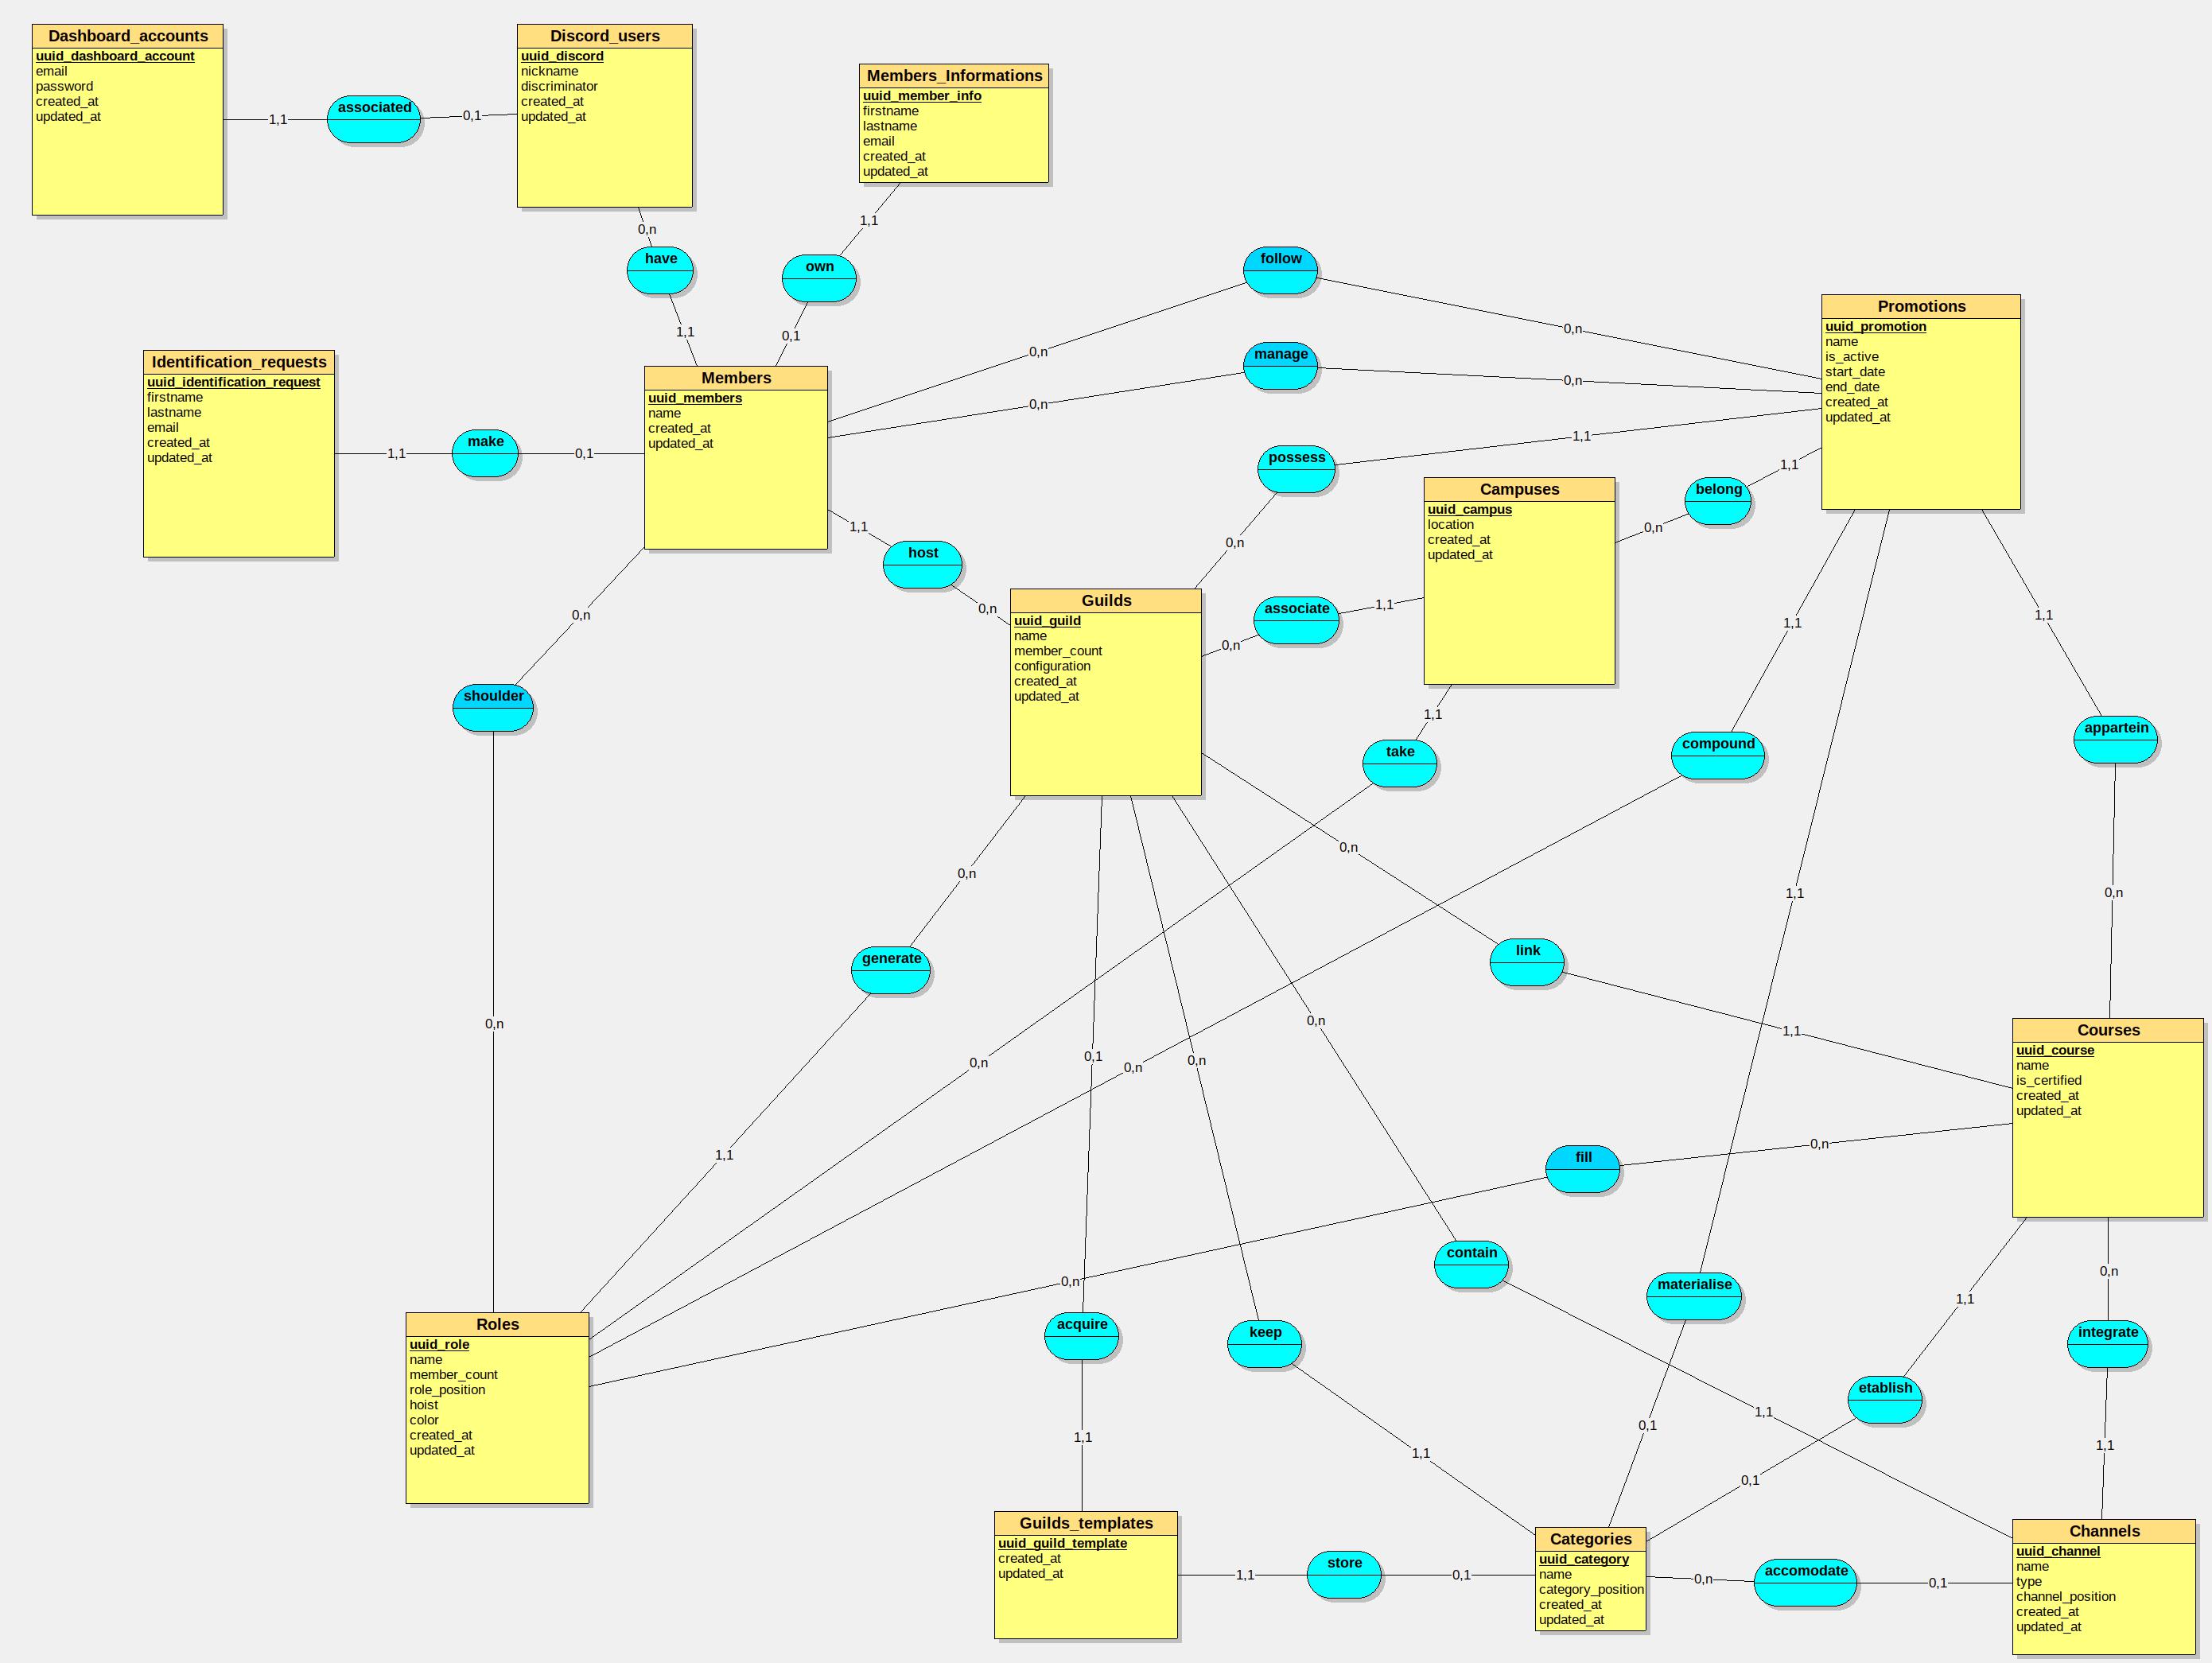 Dashboard_accounts
uuid_dashboard_account
email
password
created_at
updated_at
1,1
associated
0,1
Discord_users
uuid_discord
nickname
discriminator
created_at
updated_at
Members_Informations
uuid_member_info
firstname
lastname
email
created_at
updated_at
0,n
have
1,1
1,1
own
0,1
Identification_requests
uuid_identification_request
firstname
lastname
email
created_at
updated_at
1,1
make
0,1
Members
uuid_members
name
created_at
updated_at
follow
0,n
0,n
manage
0,n
0,n
Promotions
uuid_promotion
name
is_active
start_date
end_date
created_at
updated_at
possess
1,1
0,n
belong
1,1
0,n
Campuses
uuid_campus
location
created_at
updated_at
1,1
host
0,n
Guilds
uuid_guild
name
member_count
configuration
created_at
updated_at
associate
1,1
0,n
0,n
shoulder
0,n
1,1
take
0,n
1,1
compound
0,n
1,1
appartein
0,n
0,n
generate
1,1
0,n
link
1,1
1,1
materialise
0,1
0,1
acquire
1,1
0,n
keep
1,1
0,n
contain
1,1
Courses
uuid_course
name
is_certified
created_at
updated_at
0,n
fill
0,n
1,1
etablish
0,1
0,n
integrate
1,1
Roles
uuid_role
name
member_count
role_position
hoist
color
created_at
updated_at
Guilds_templates
uuid_guild_template
created_at
updated_at
1,1
store
0,1
Categories
uuid_category
name
category_position
created_at
updated_at
0,n
accomodate
0,1
Channels
uuid_channel
name
type
channel_position
created_at
updated_at